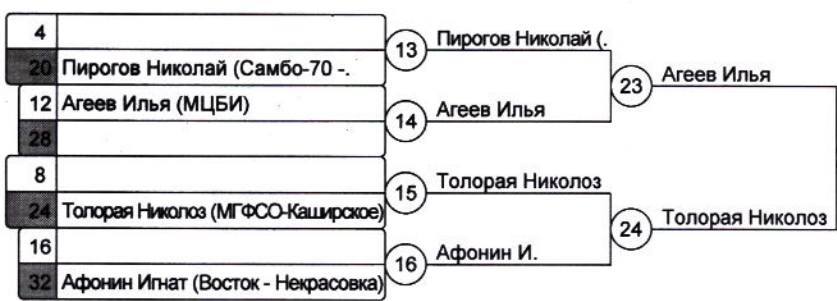 4
20 Пирогов Николай (Самбо-70 -.
12 Агеев Илья (МЦБИ)
28
8
24 Толорая Николоз (МГФСО-Каширское)
16
32 Афонин Игнат (Восток - Некрасовка)
13 Пирогов Николай (.
14 Агеев Илья
15 Толорая Николоз
16 Афонин И.
23 Агеев Илья
24 Толорая Николоз